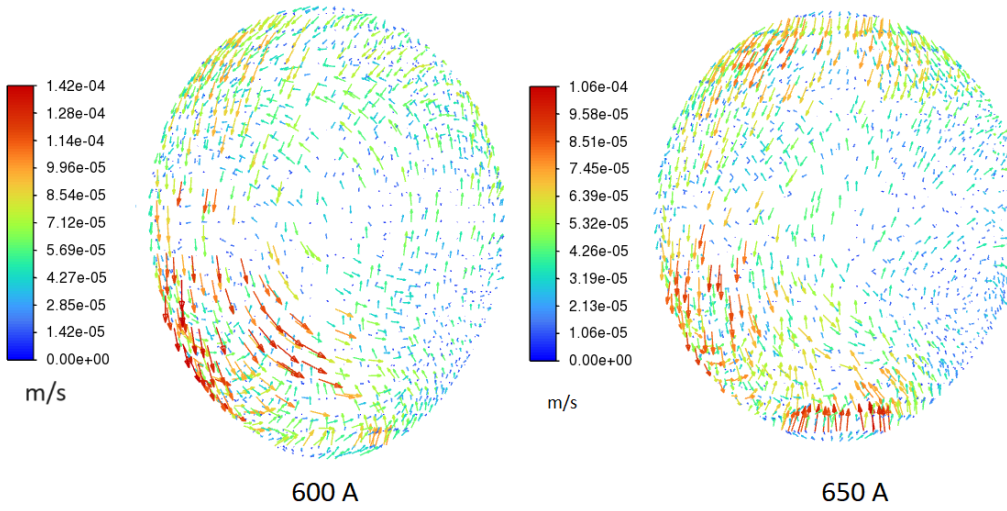 1.42e-04
1.28e-04
1.14e-04
9.96e-05
8.54e-05
7.12e-05
5.69e-05
4.27e-05
2.85e-05
1.42e-05
0.00e+00
m/s
600 A
1.06e-04
9.58e-05
8.51e-05
7.45e-05
6.39e-05
5.32e-05
4.26e-05
3.19e-05
2.13e-05
1.06e-05
0.00e+00
m/s
650 A